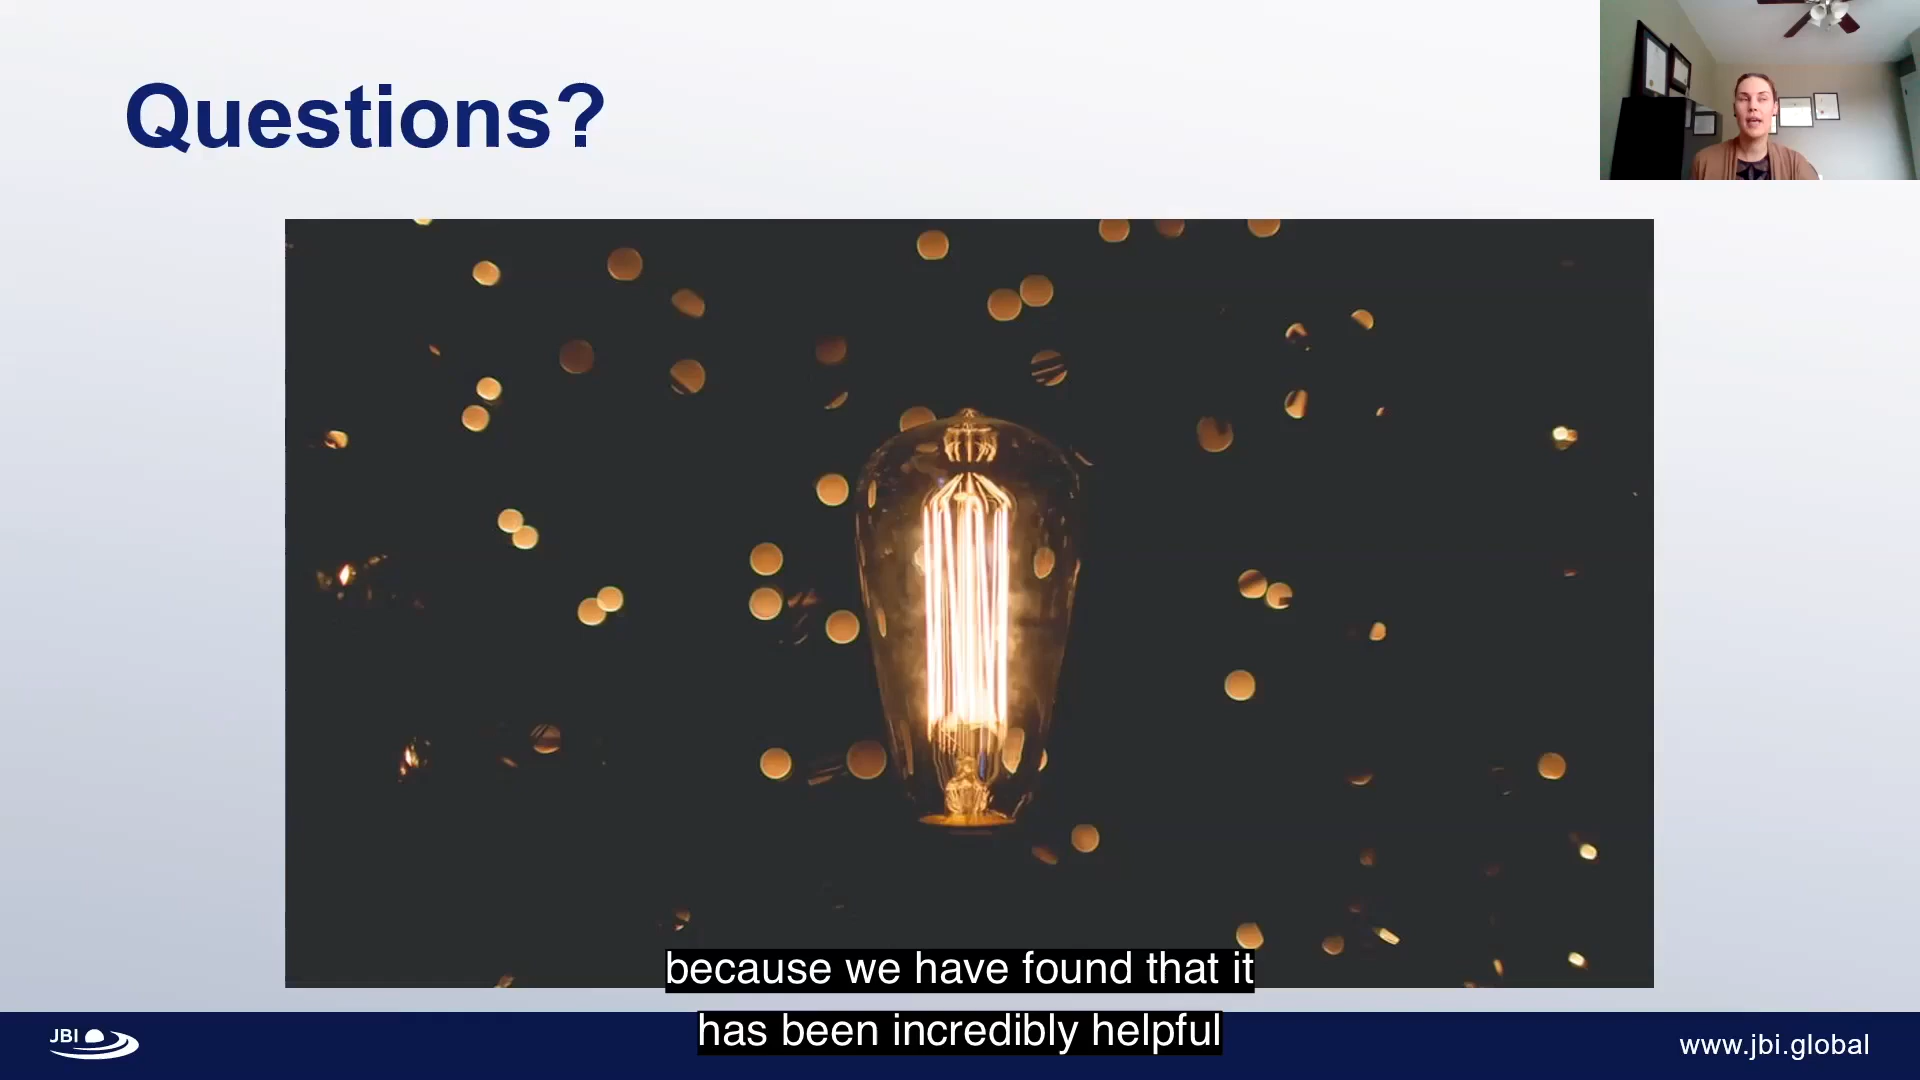 Questions?
because we have found that it
has been incredibly helpful
JBI
www.jbi.global